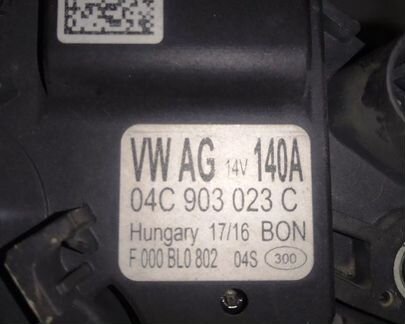 VW AG 14V 140A
04C 903 023 C
Hungary 17/16 BON
F 000 BL0 802 04S 300